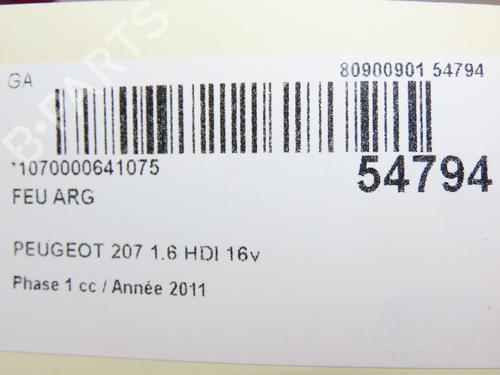 GA
80900901 54794
*1070000641075
54794
FEU ARG
PEUGEOT 207 1.6 HDI 16v
Phase 1 cc / Année 2011
B-PARTS